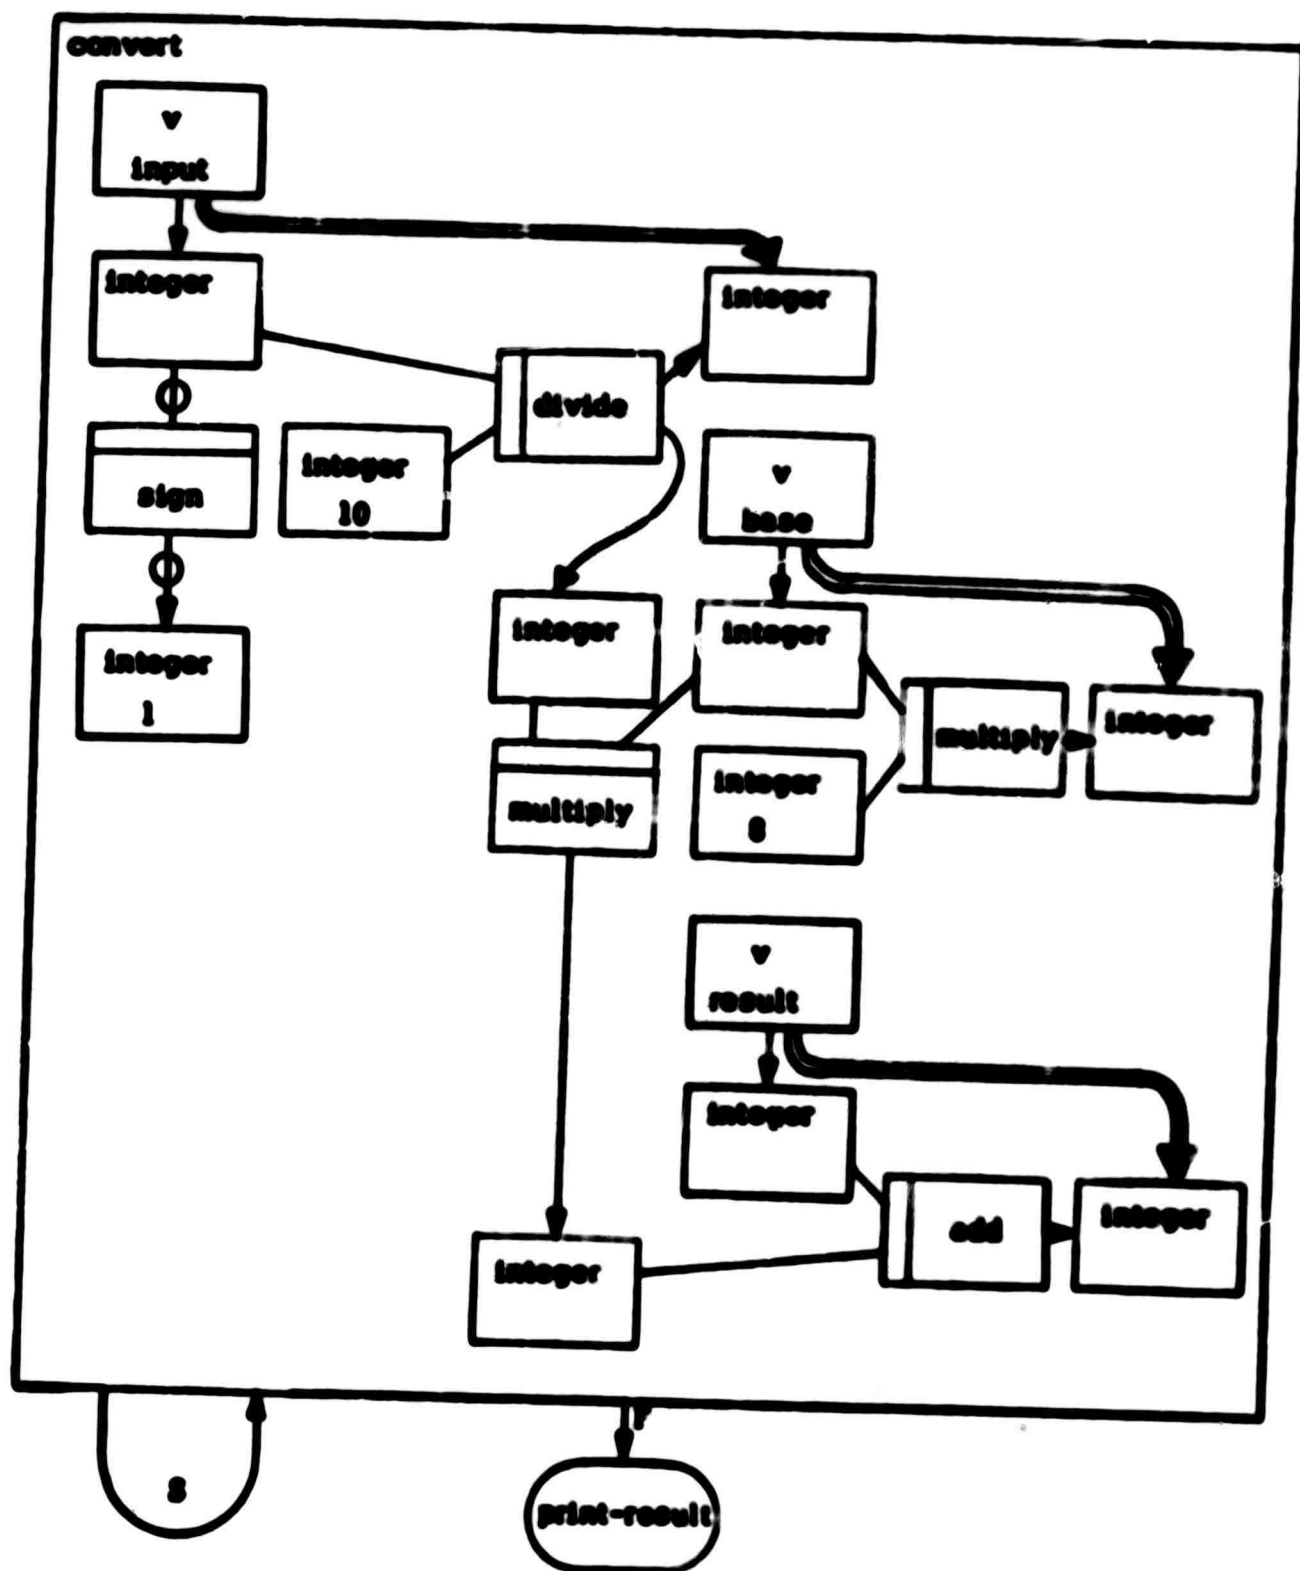 convert
v
input
integer
integer
divide
integer
10
sign
v
base
integer
integer
integer
1
multiply
integer
integer
8
multiply
v
result
integer
add
integer
integer
S
print-result